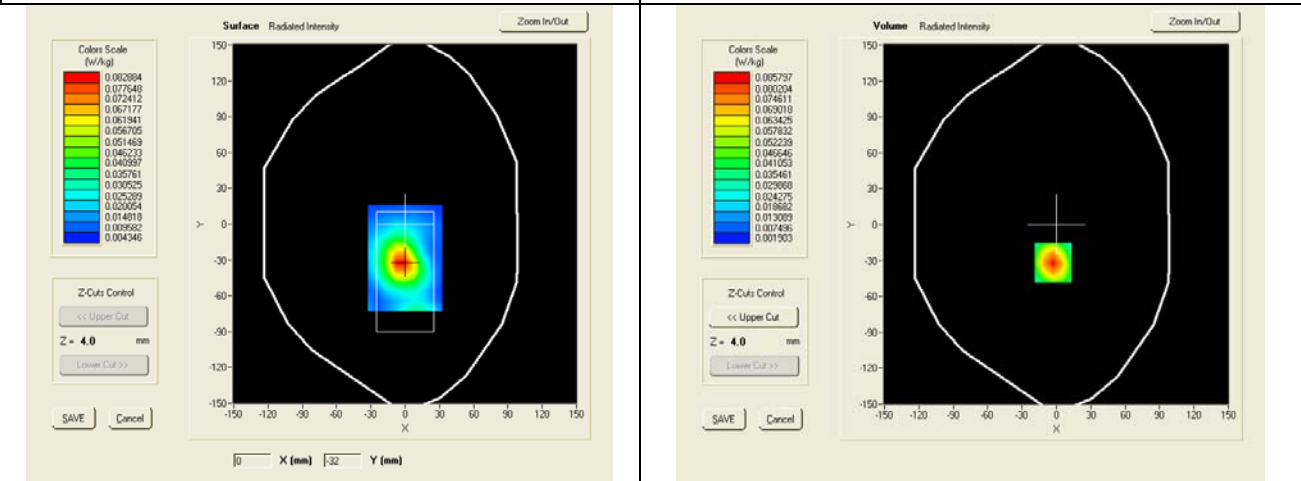 Surface Radiated Intensity
Zoom In/Out
Colors Scale
(W/kg)
0.082884
0.077648
0.072412
0.067177
0.061941
0.056705
0.051469
0.046233
0.040997
0.035761
0.030525
0.025289
0.020054
0.014818
0.009582
0.004346
Z-Cuts Control
<< Upper Cut
Z = 4.0 mm
Lower Cut >>
SAVE Cancel
150
120
90
60
30
0
-30
-60
-90
-120
-150
Y
-150 -120 -90 -60 -30 0 30 60 90 120 150
X
0 X (mm) -32 Y (mm)
Volume Radiated Intensity
Zoom In/Out
Colors Scale
(W/kg)
0.085797
0.080204
0.074611
0.069018
0.063425
0.057832
0.052239
0.046646
0.041053
0.035461
0.029868
0.024275
0.018682
0.013089
0.007496
0.001903
Z-Cuts Control
<< Upper Cut
Z = 4.0 mm
Lower Cut >>
SAVE Cancel
150
120
90
60
30
0
-30
-60
-90
-120
-150
Y
-150 -120 -90 -60 -30 0 30 60 90 120 150
X